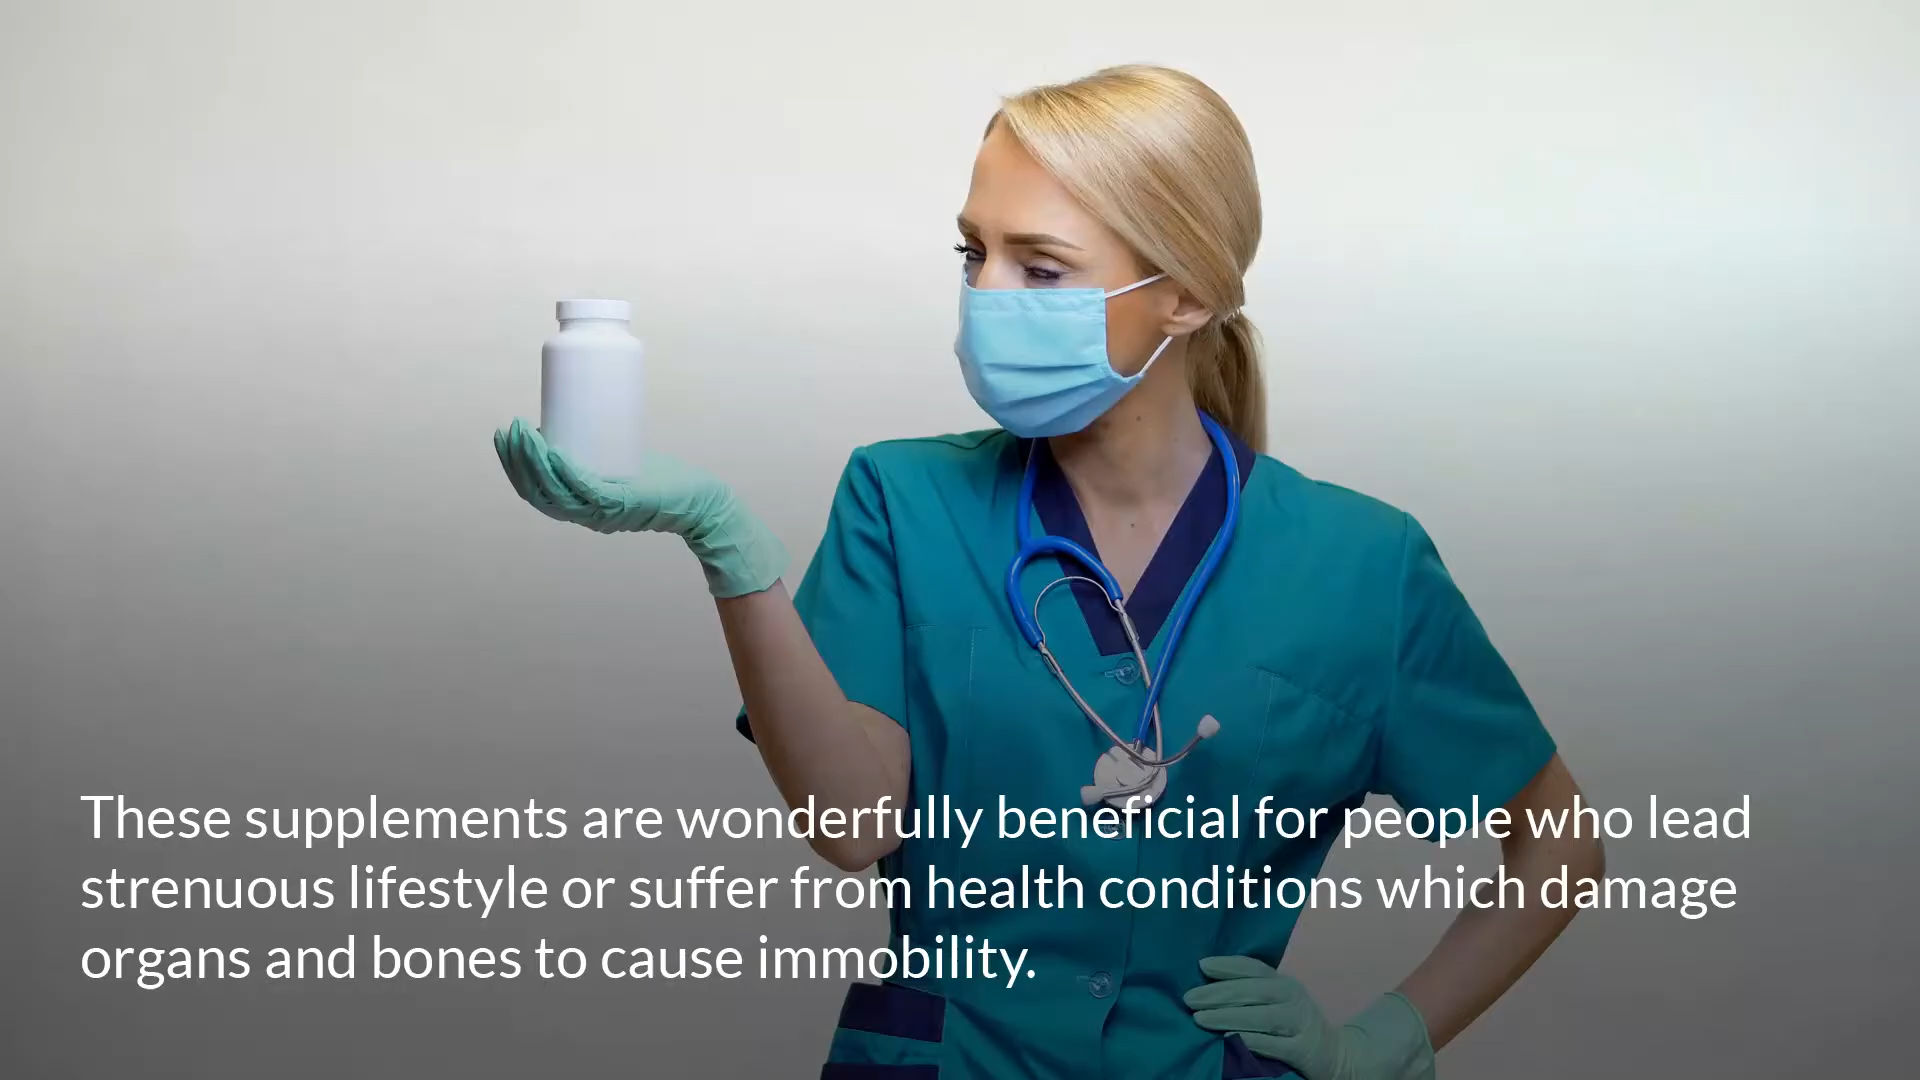 These supplements are wonderfully beneficial for people who lead
strenuous lifestyle or suffer from health conditions which damage
organs and bones to cause immobility.